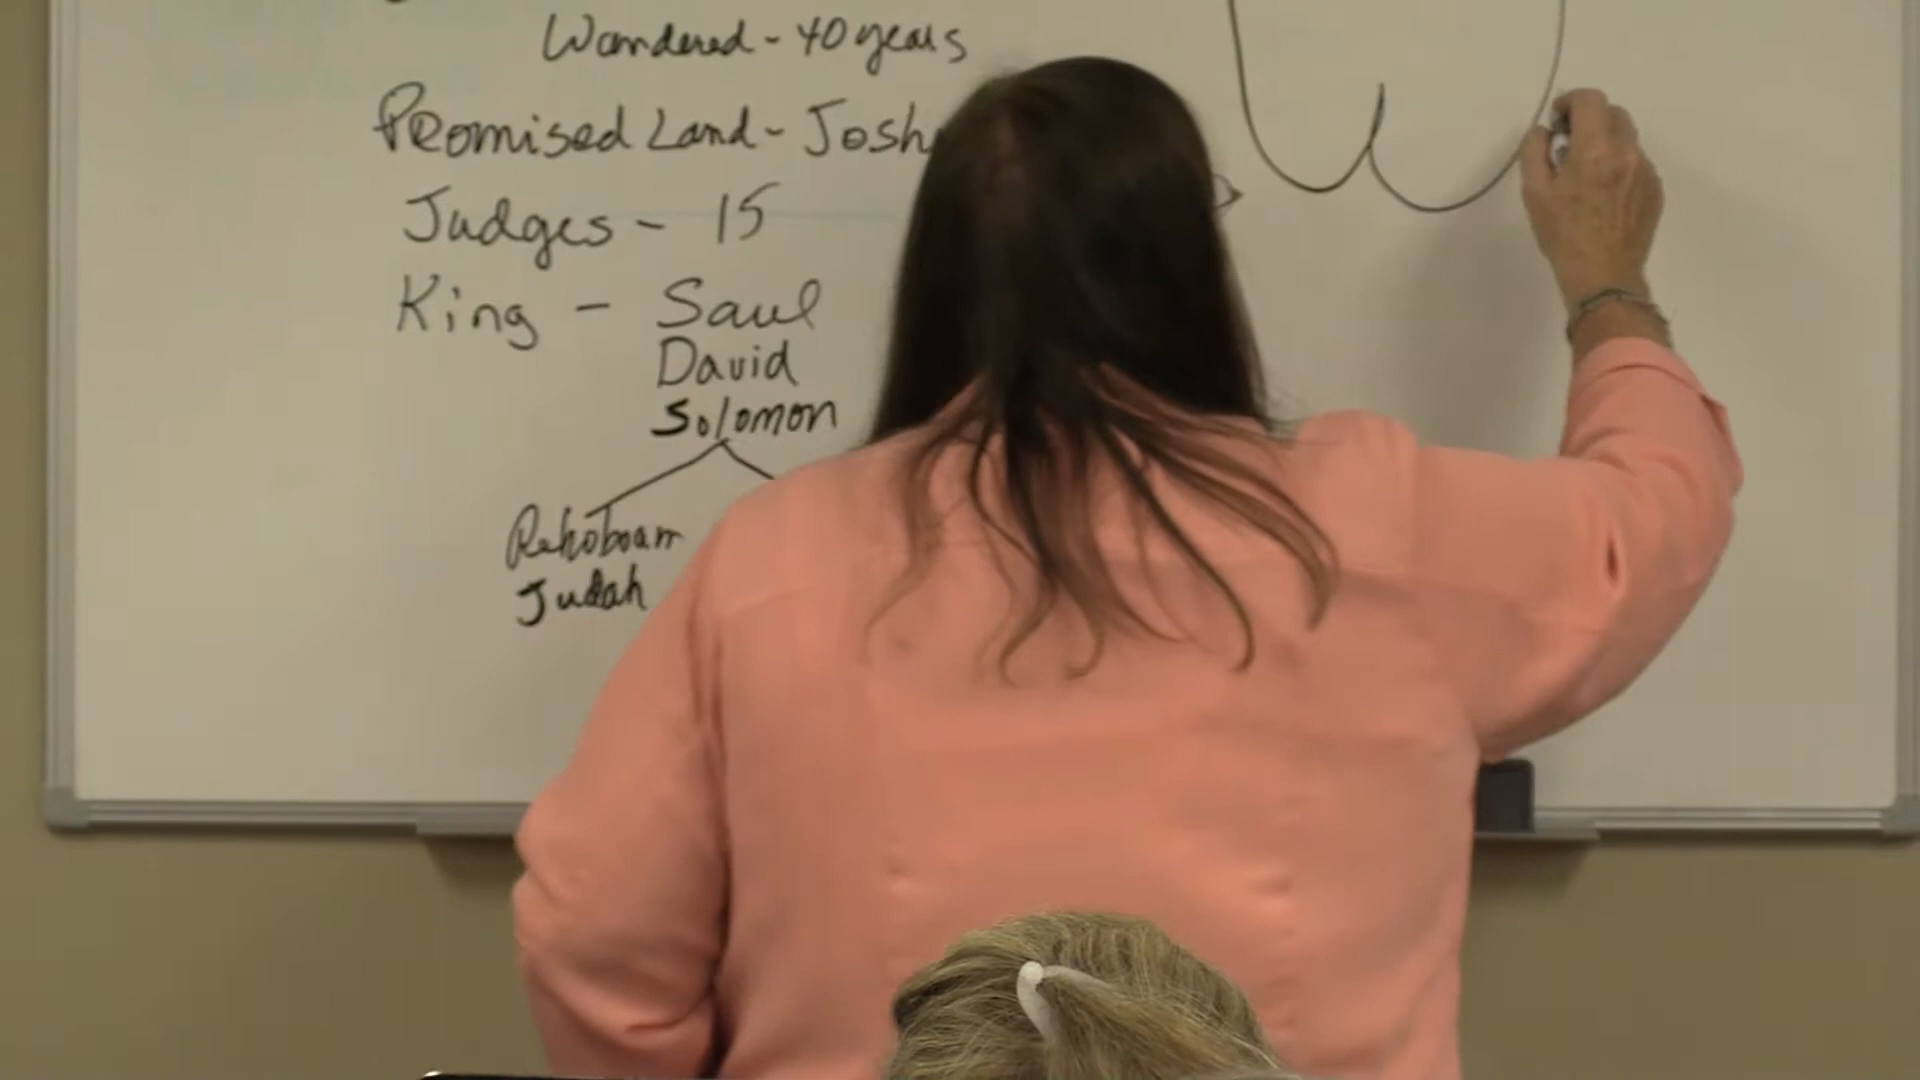 Wandered - 40 years
Promised Land - Josh
Judges - 15
King - Saul
David
Solomon
Rehoboam
Judah